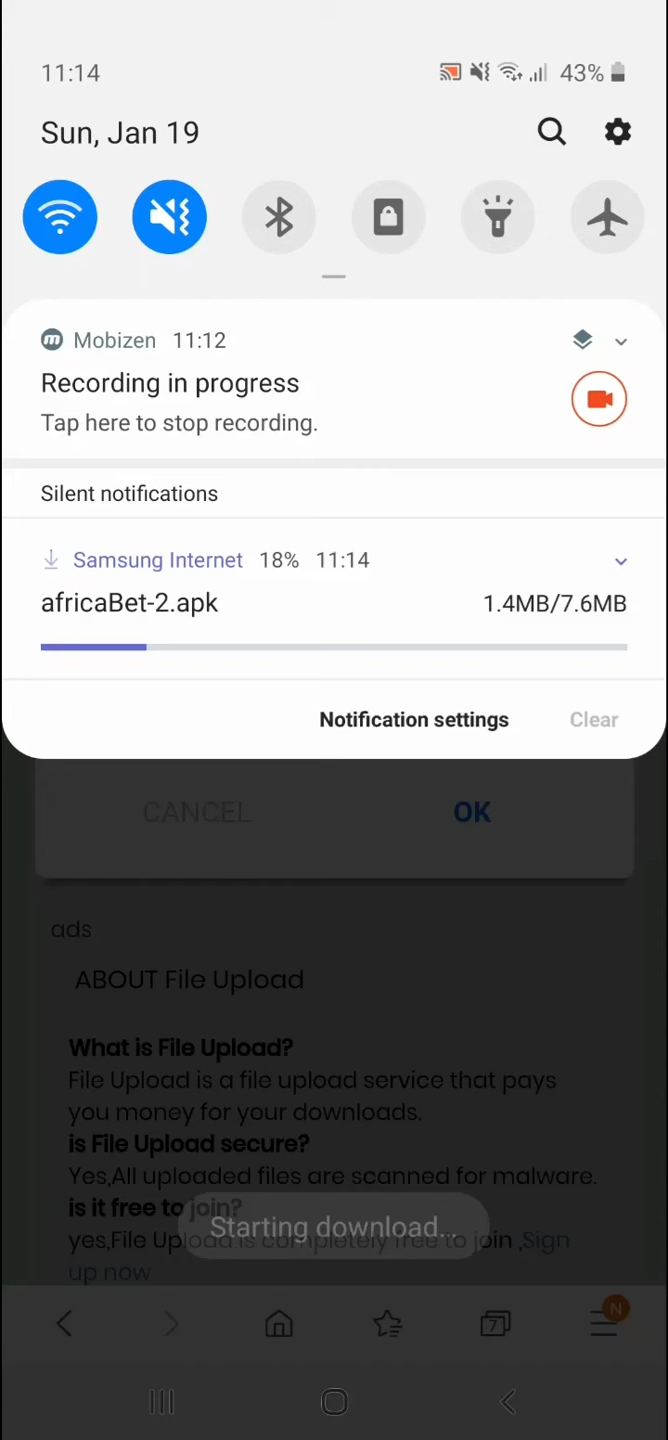 11:14 43%
Sun, Jan 19
Mobizen 11:12
Recording in progress
Tap here to stop recording.
Silent notifications
Samsung Internet 18% 11:14
africaBet-2.apk 1.4MB/7.6MB
Notification settings Clear
CANCEL OK
ads
ABOUT File Upload
What is File Upload?
File Upload is a file upload service that pays
you money for your downloads.
is File Upload secure?
Yes,All uploaded files are scanned for malware.
is it free to join?
Starting download...
yes,File Upload is completely free to join ,Sign
up now
7
N